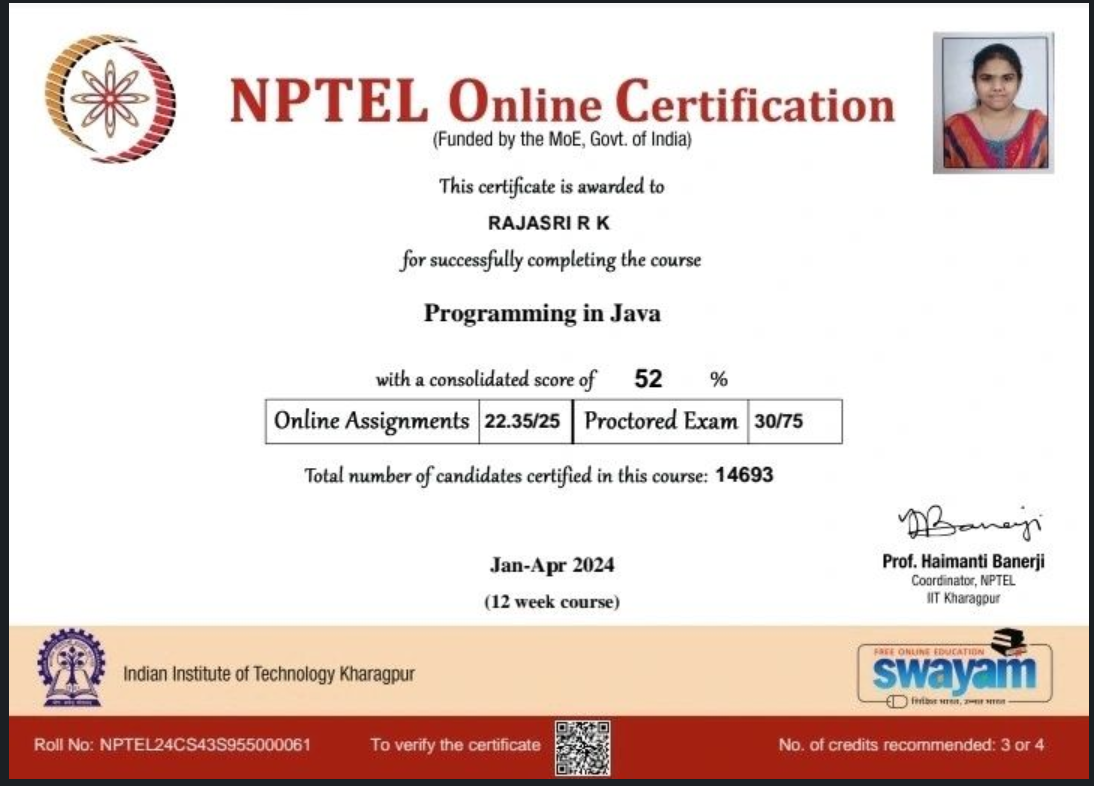 NPTEL Online Certification
(Funded by the MoE, Govt. of India)
This certificate is awarded to
RAJASRI R K
for successfully completing the course
Programming in Java
with a consolidated score of 52 %
Online Assignments 22.35/25 Proctored Exam 30/75
Total number of candidates certified in this course: 14693
Jan-Apr 2024
(12 week course)
Prof. Haimanti Banerji
Coordinator, NPTEL
IIT Kharagpur
Indian Institute of Technology Kharagpur
FREE ONLINE EDUCATION
swayam
शिक्षित भारत, उन्नत भारत
Roll No: NPTEL24CS43S955000061 To verify the certificate No. of credits recommended: 3 or 4